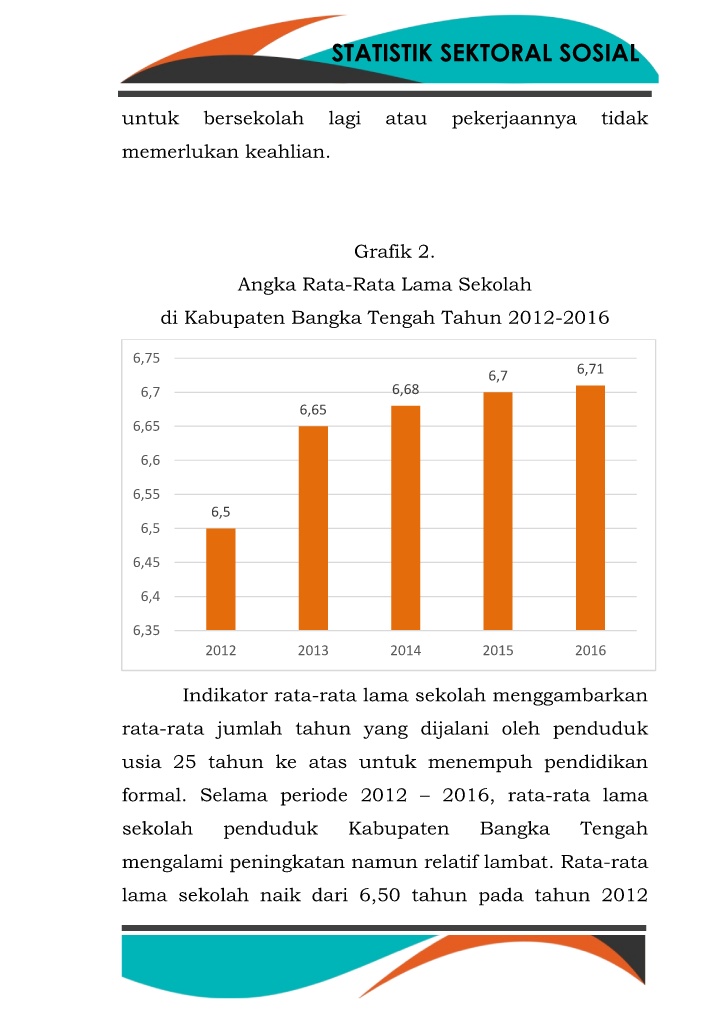 STATISTIK SEKTORAL SOSIAL
untuk bersekolah lagi atau pekerjaannya tidak
memerlukan keahlian.
Grafik 2.
Angka Rata-Rata Lama Sekolah
di Kabupaten Bangka Tengah Tahun 2012-2016
6,75
6,7
6,65
6,6
6,55
6,5
6,45
6,4
6,35
6,5
6,65
6,68
6,7
6,71
2012 2013 2014 2015 2016
Indikator rata-rata lama sekolah menggambarkan
rata-rata jumlah tahun yang dijalani oleh penduduk
usia 25 tahun ke atas untuk menempuh pendidikan
formal. Selama periode 2012 – 2016, rata-rata lama
sekolah penduduk Kabupaten Bangka Tengah
mengalami peningkatan namun relatif lambat. Rata-rata
lama sekolah naik dari 6,50 tahun pada tahun 2012